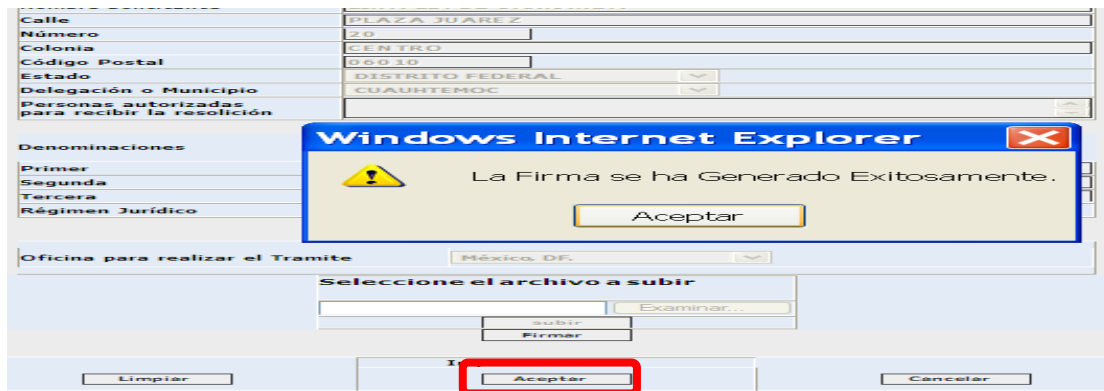 Calle PLAZA JUAREZ
Número 20
Colonia CENTRO
Código Postal 06010
Estado DISTRITO FEDERAL
Delegación o Municipio CUAUHTEMOC
Personas autorizadas
para recibir la resolición
Windows Internet Explorer
Denominaciones
Primer
La Firma se ha Generado Exitosamente.
Segunda
Tercera
Régimen Jurídico
Aceptar
Oficina para realizar el Tramite México, DF.
Seleccione el archivo a subir
Examinar...
subir
Firmar
Limpiar Aceptar Cancelar